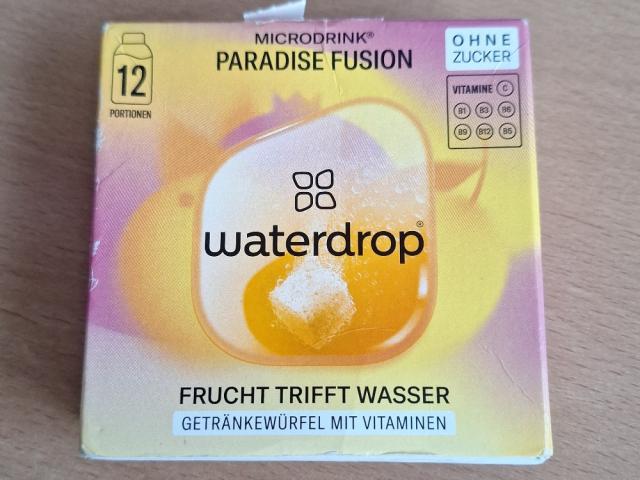 MICRODRINK®
PARADISE FUSION
12
PORTIONEN
OHNE
ZUCKER
VITAMINE C
B1 B3 B6
B9 B12 B5
waterdrop®
FRUCHT TRIFFT WASSER
GETRÄNKEWÜRFEL MIT VITAMINEN